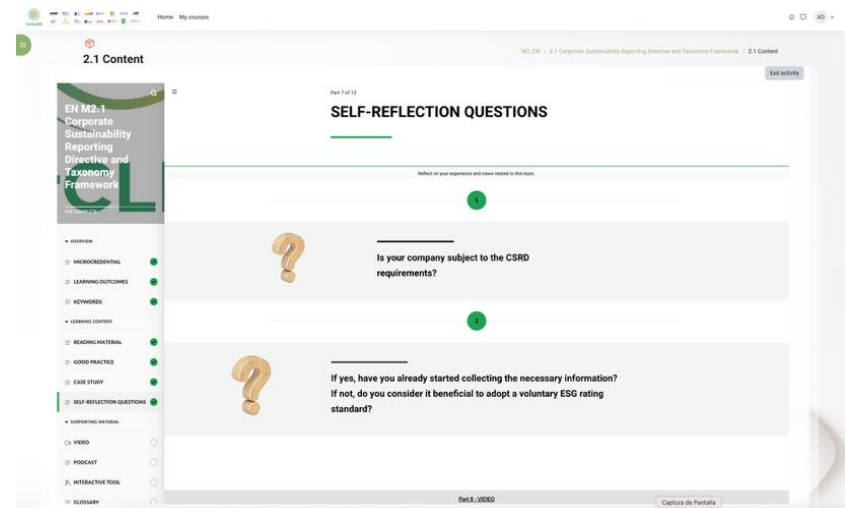 Home My courses
AO
2.1 Content
M2_EN / 2.1 Corporate Sustainability Reporting Directive and Taxonomy Framework / 2.1 Content
Exit activity
EN M2.1
Corporate
Sustainability
Reporting
Directive and
Taxonomy
Framework
OVERVIEW
MICROCREDENTIAL
LEARNING OUTCOMES
KEYWORDS
LEARNING CONTENT
READING MATERIAL
GOOD PRACTICE
CASE STUDY
SELF-REFLECTION QUESTIONS
SUPPORTING MATERIAL
VIDEO
PODCAST
INTERACTIVE TOOL
GLOSSARY
Part 7 of 13
SELF-REFLECTION QUESTIONS
Reflect on your experience and views related to this topic.
1
Is your company subject to the CSRD
requirements?
2
If yes, have you already started collecting the necessary information?
If not, do you consider it beneficial to adopt a voluntary ESG rating
standard?
Part 8 - VIDEO
Captura de Pantalla